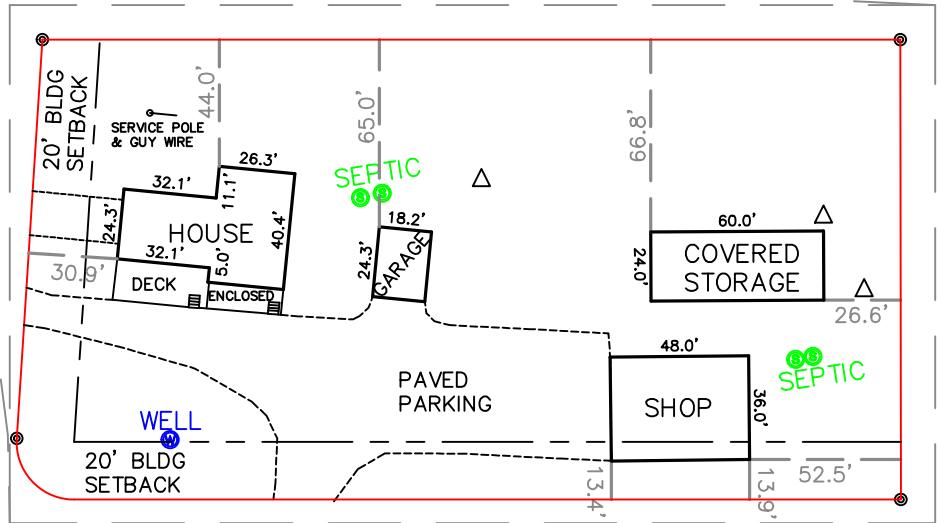 20' BLDG
SETBACK
44.0'
65.0'
66.8'
SERVICE POLE
& GUY WIRE
26.3'
SEPTIC
S S
32.1'
11.1'
18.2'
60.0'
24.3'
HOUSE
40.4'
24.3'
GARAGE
24.0'
COVERED
STORAGE
32.1'
5.0'
30.9'
DECK
ENCLOSED
26.6'
48.0'
S S
SEPTIC
PAVED
PARKING
SHOP
36.0'
WELL
W
20' BLDG
SETBACK
13.4'
13.9'
52.5'